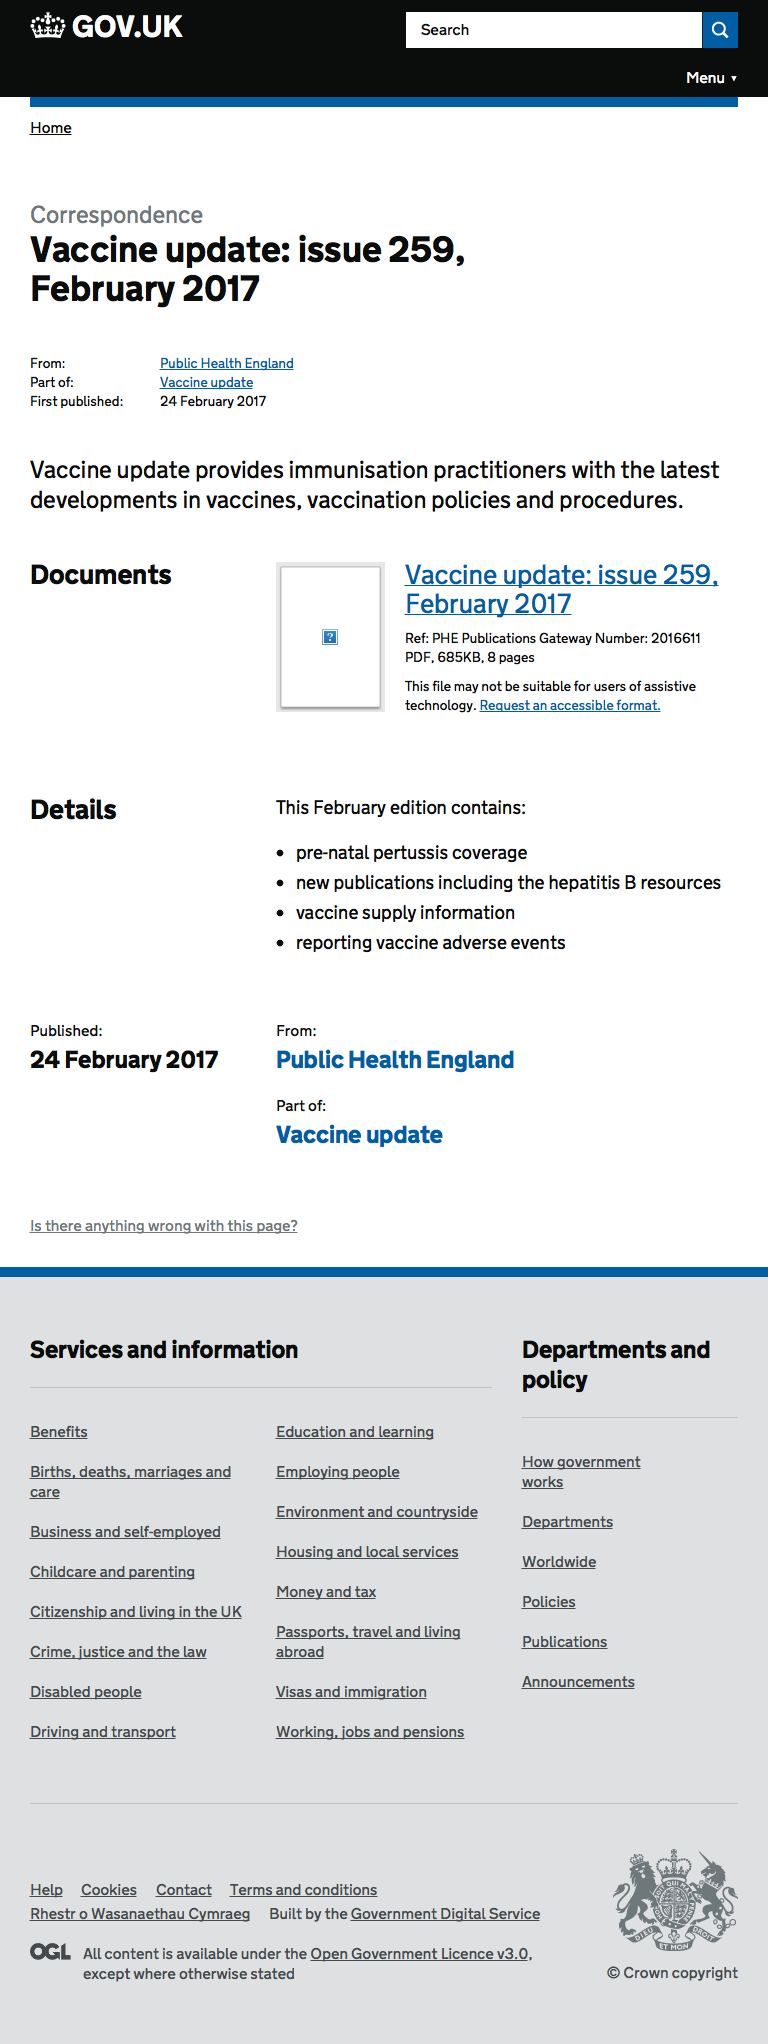 GOV.UK
Search
Menu ▼
Home
Correspondence
Vaccine update: issue 259,
February 2017
From: Public Health England
Part of: Vaccine update
First published: 24 February 2017
Vaccine update provides immunisation practitioners with the latest
developments in vaccines, vaccination policies and procedures.
Documents
Vaccine update: issue 259,
February 2017
Ref: PHE Publications Gateway Number: 2016611
PDF, 685KB, 8 pages
This file may not be suitable for users of assistive
technology. Request an accessible format.
Details
This February edition contains:
• pre-natal pertussis coverage
• new publications including the hepatitis B resources
• vaccine supply information
• reporting vaccine adverse events
Published:
24 February 2017
From:
Public Health England
Part of:
Vaccine update
Is there anything wrong with this page?
Services and information
Benefits
Births, deaths, marriages and
care
Business and self-employed
Childcare and parenting
Citizenship and living in the UK
Crime, justice and the law
Disabled people
Driving and transport
Education and learning
Employing people
Environment and countryside
Housing and local services
Money and tax
Passports, travel and living
abroad
Visas and immigration
Working, jobs and pensions
Departments and
policy
How government
works
Departments
Worldwide
Policies
Publications
Announcements
Help Cookies Contact Terms and conditions
Rhestr o Wasanaethau Cymraeg Built by the Government Digital Service
OGL All content is available under the Open Government Licence v3.0,
except where otherwise stated
DIEU ET MON DROIT
© Crown copyright